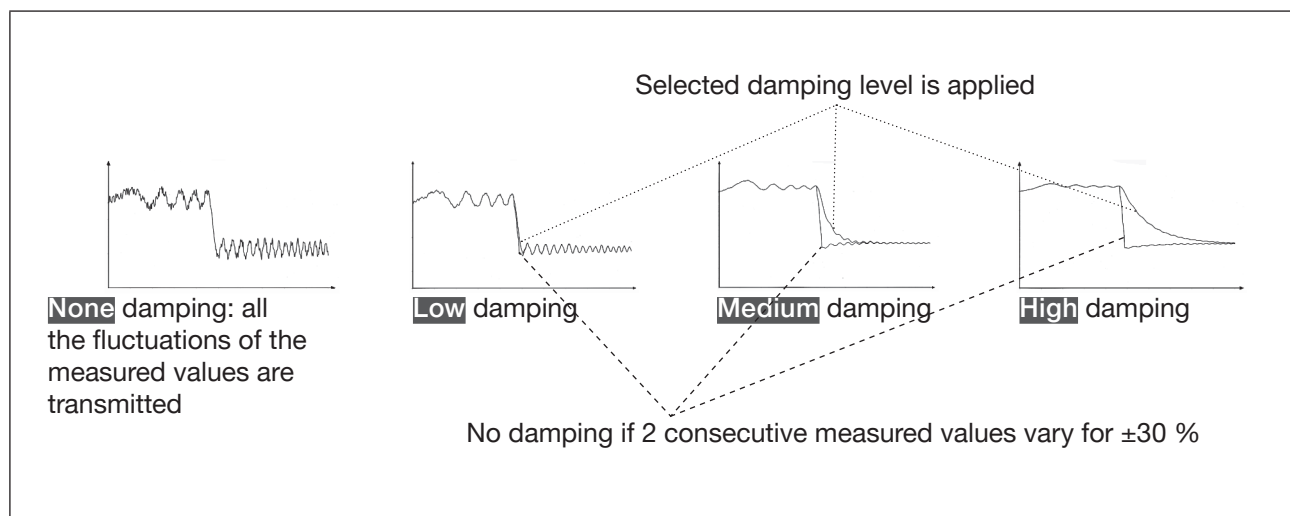 Selected damping level is applied
None damping: all
the fluctuations of the
measured values are
transmitted
Low damping
Medium damping
High damping
No damping if 2 consecutive measured values vary for ±30 %